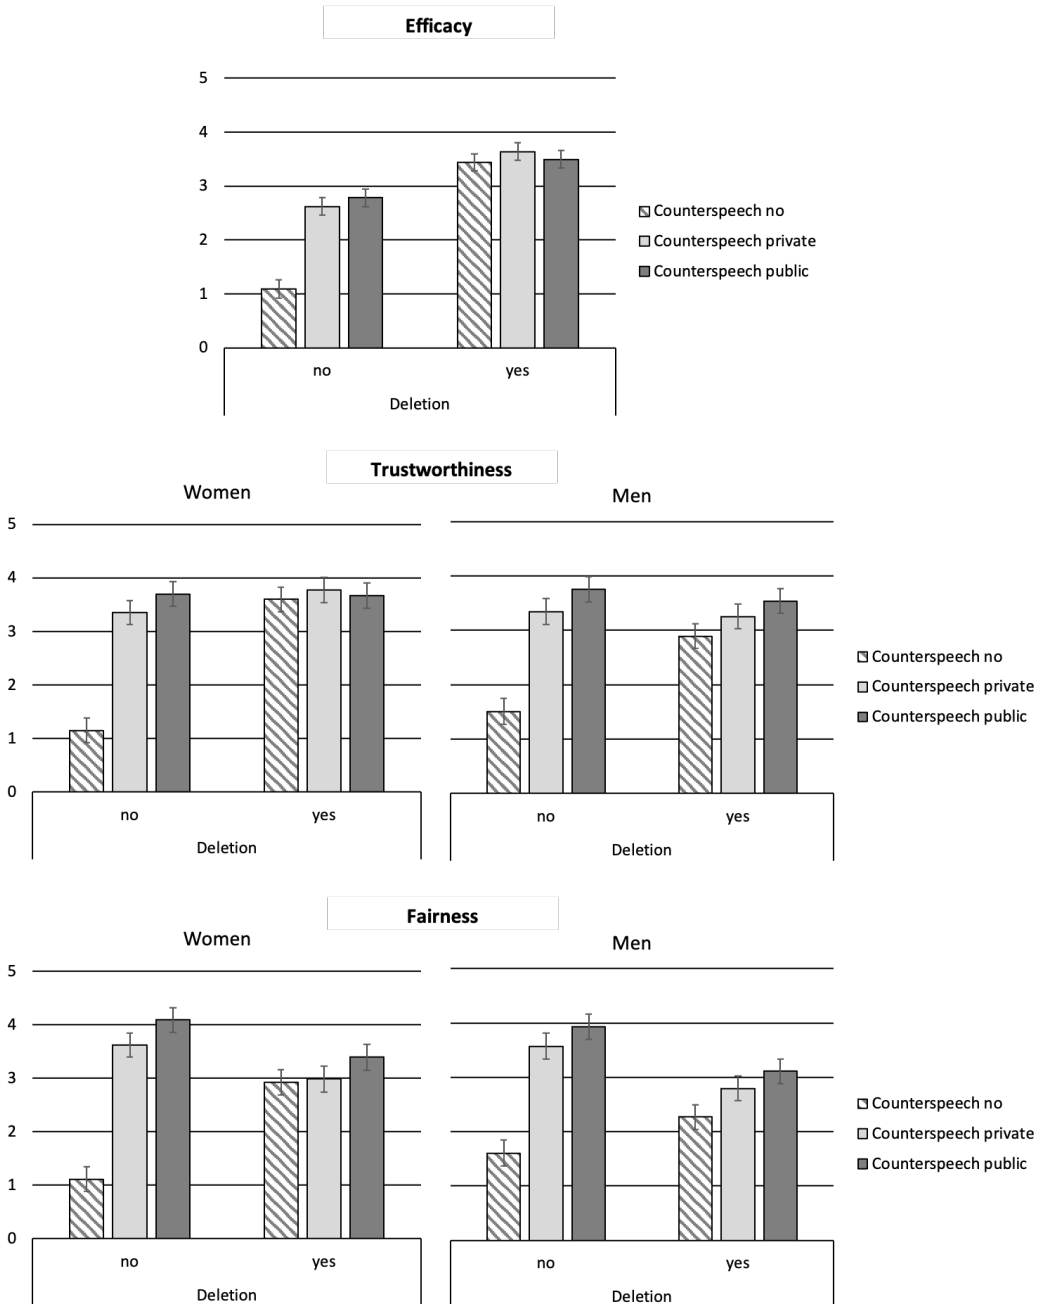 Efficacy
5
4
3
2
1
0
no yes
Deletion
Counterspeech no
Counterspeech private
Counterspeech public
Trustworthiness
Women Men
5
4
3
2
1
0
no yes no yes
Deletion Deletion
Counterspeech no
Counterspeech private
Counterspeech public
Fairness
Women Men
5
4
3
2
1
0
no yes no yes
Deletion Deletion
Counterspeech no
Counterspeech private
Counterspeech public